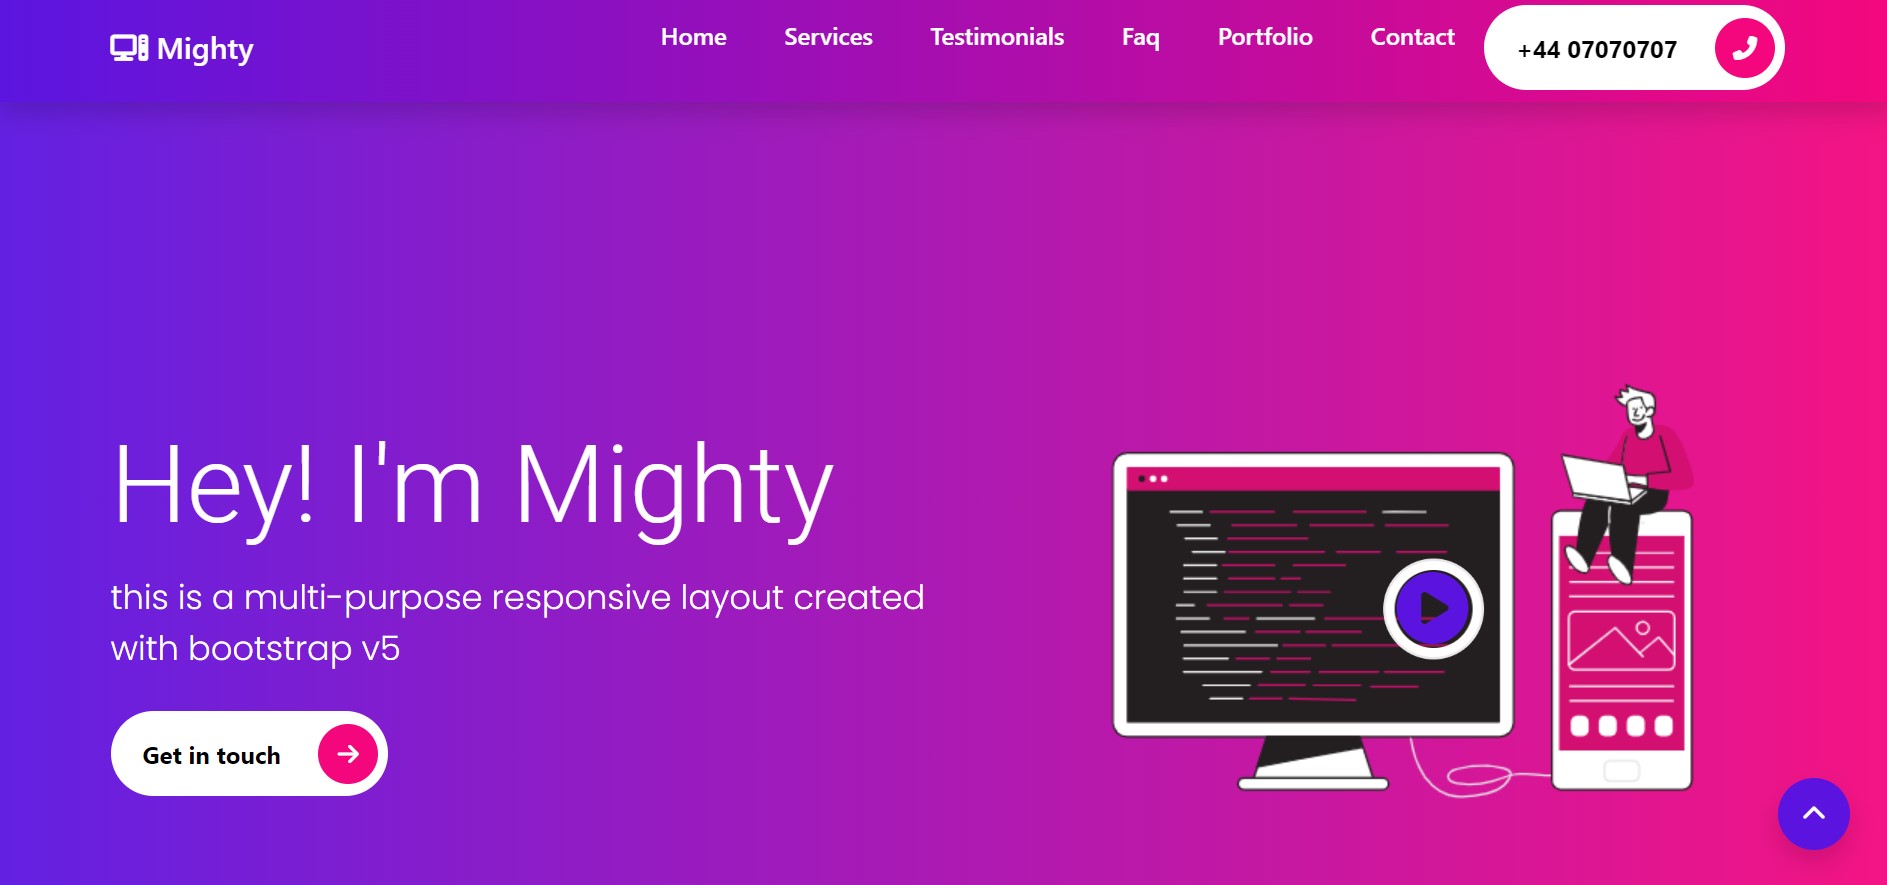 Mighty
Home Services Testimonials Faq Portfolio Contact
+44 07070707
Hey! I'm Mighty
this is a multi-purpose responsive layout created
with bootstrap v5
Get in touch